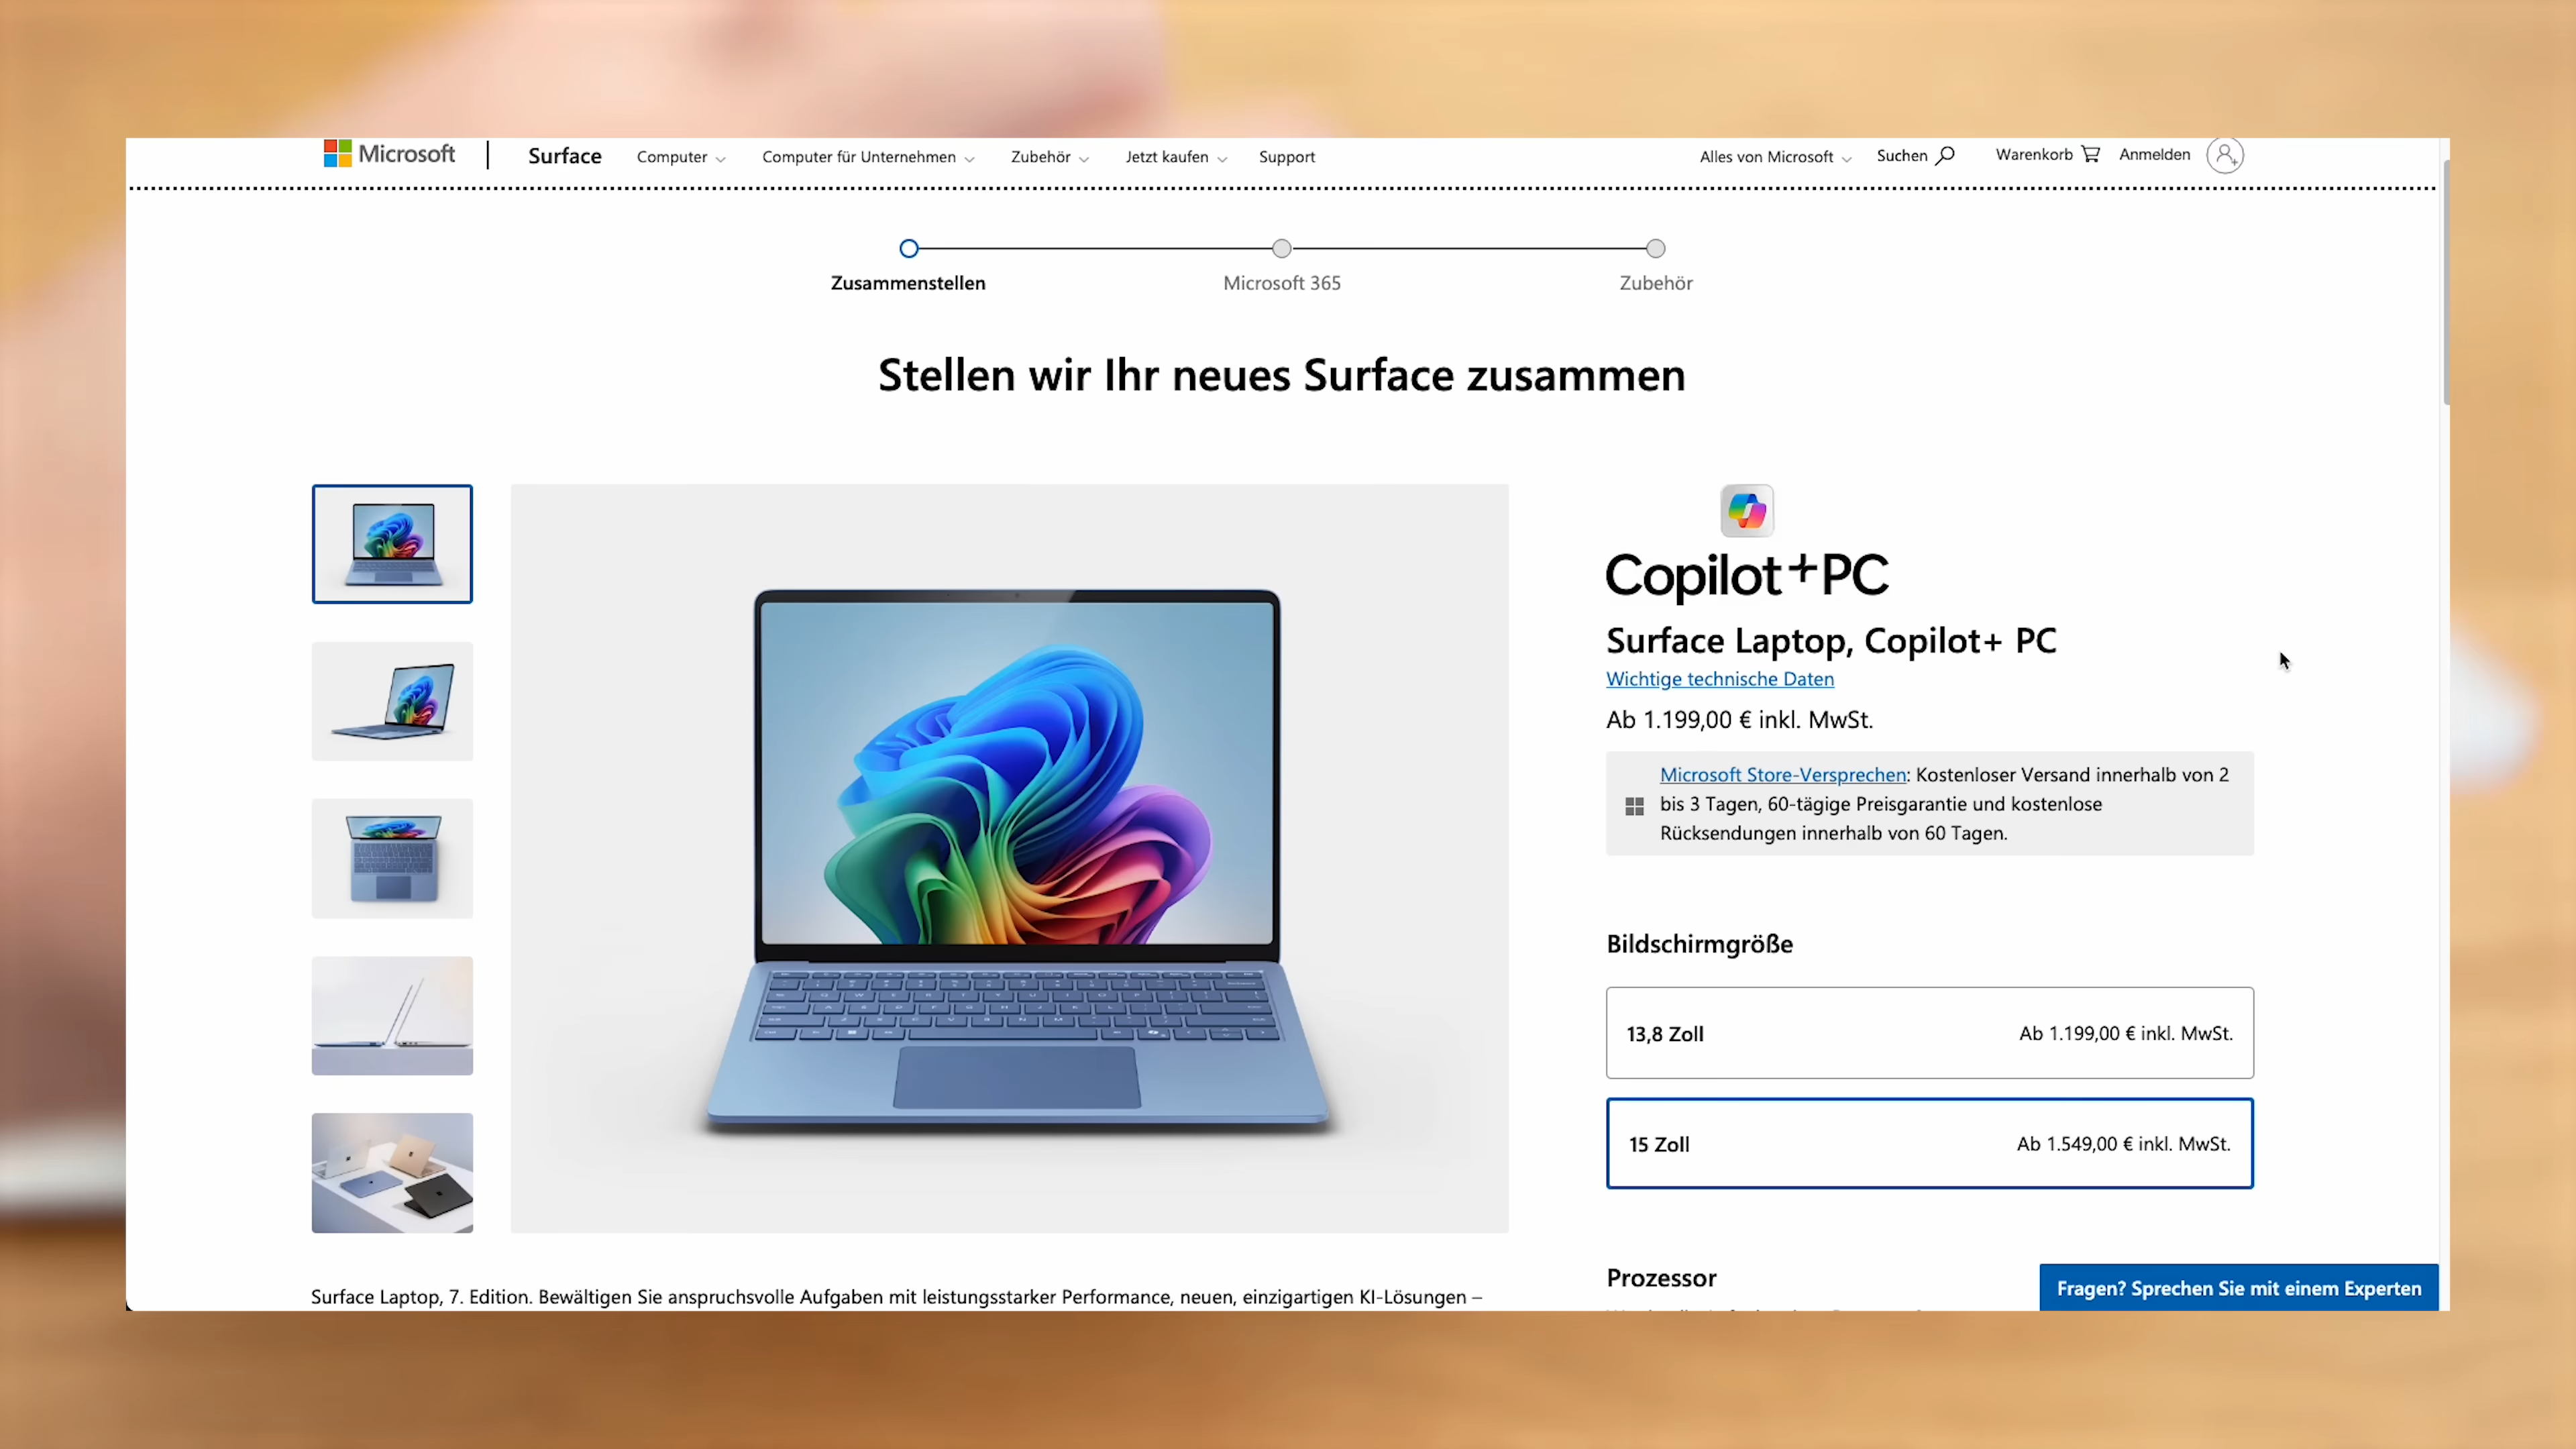 Microsoft
Surface
Computer
Computer für Unternehmen
Zubehör
Jetzt kaufen
Support
Alles von Microsoft
Suchen
Warenkorb
Anmelden
Zusammenstellen
Microsoft 365
Zubehör
Stellen wir Ihr neues Surface zusammen
Copilot+PC
Surface Laptop, Copilot+ PC
Wichtige technische Daten
Ab 1.199,00 € inkl. MwSt.
Microsoft Store-Versprechen: Kostenloser Versand innerhalb von 2
bis 3 Tagen, 60-tägige Preisgarantie und kostenlose
Rücksendungen innerhalb von 60 Tagen.
Bildschirmgröße
13,8 Zoll
Ab 1.199,00 € inkl. MwSt.
15 Zoll
Ab 1.549,00 € inkl. MwSt.
Prozessor
Fragen? Sprechen Sie mit einem Experten
Surface Laptop, 7. Edition. Bewältigen Sie anspruchsvolle Aufgaben mit leistungsstarker Performance, neuen, einzigartigen KI-Lösungen –